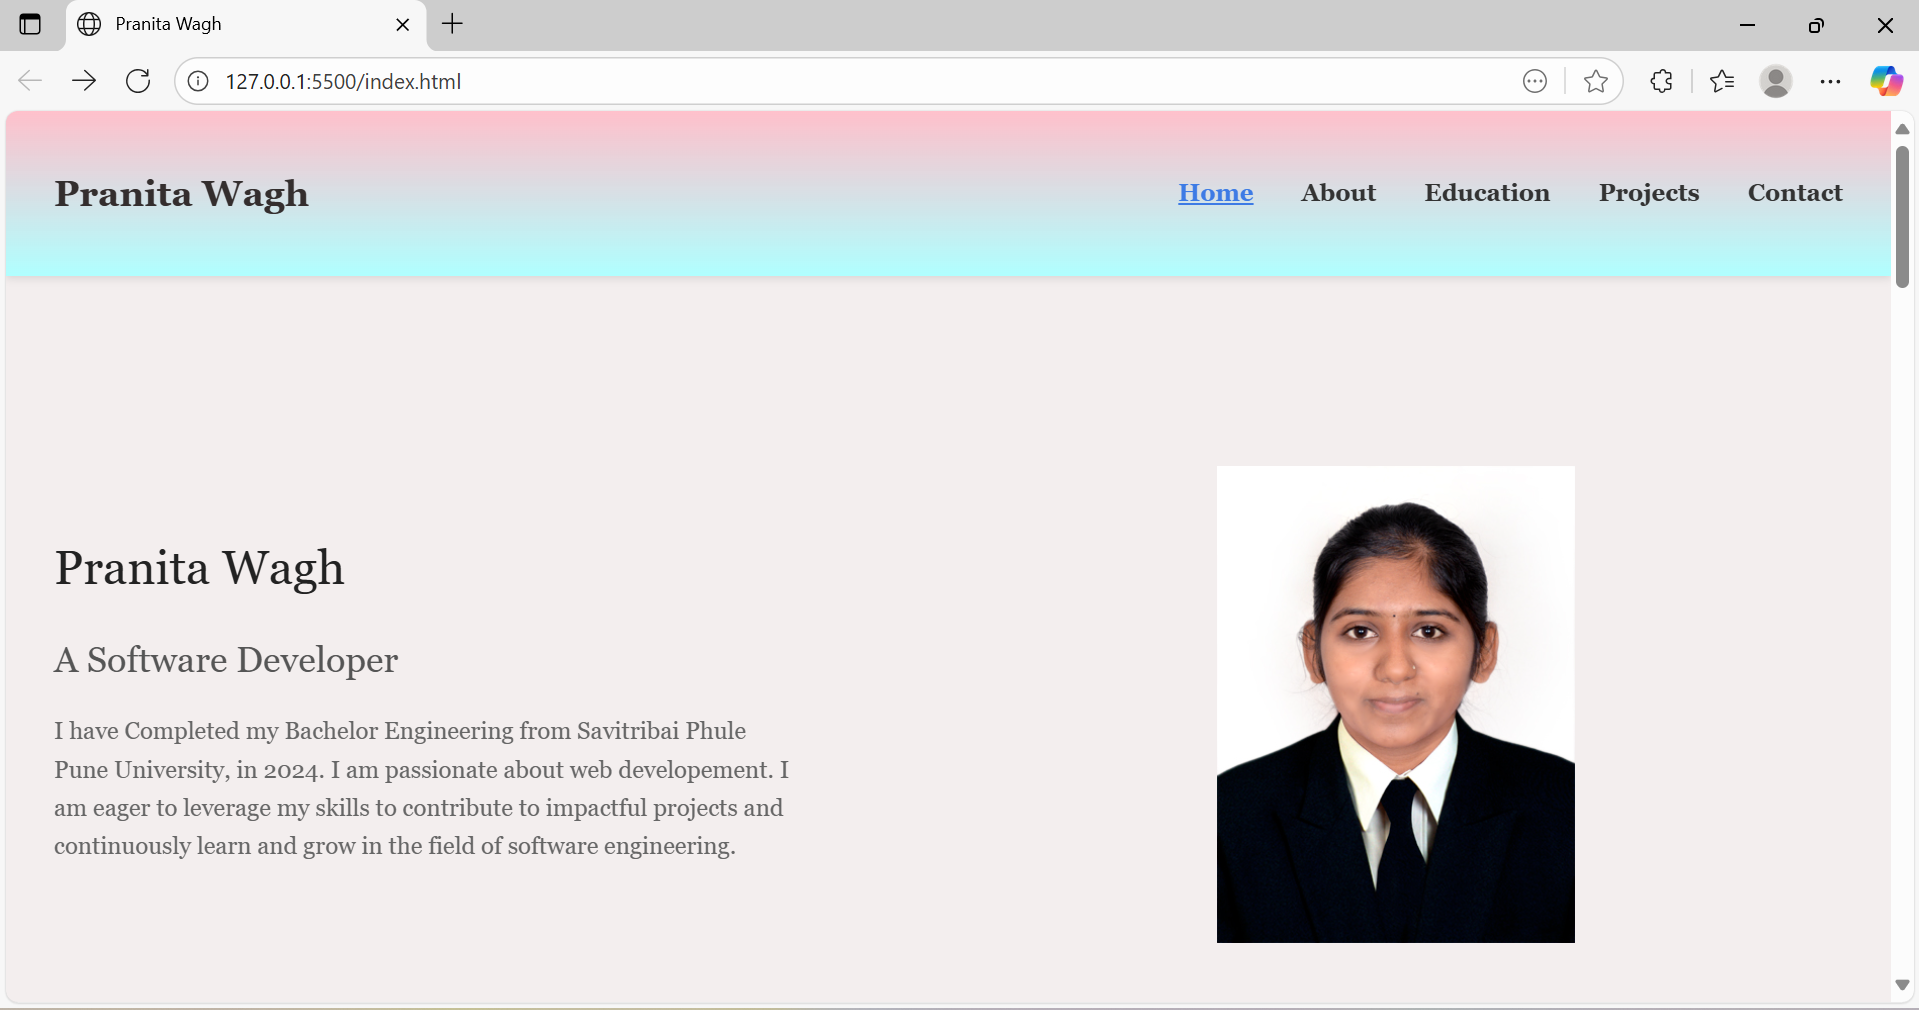 Pranita Wagh
127.0.0.1:5500/index.html
Pranita Wagh
Home About Education Projects Contact
Pranita Wagh
A Software Developer
I have Completed my Bachelor Engineering from Savitribai Phule
Pune University, in 2024. I am passionate about web developement. I
am eager to leverage my skills to contribute to impactful projects and
continuously learn and grow in the field of software engineering.